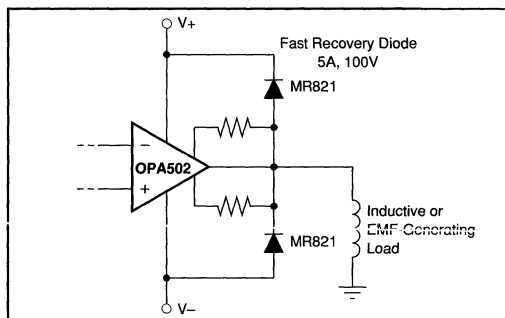 V+
Fast Recovery Diode
5A, 100V
MR821
−
OPA502
+
MR821
Inductive or
EMF-Generating
Load
V−